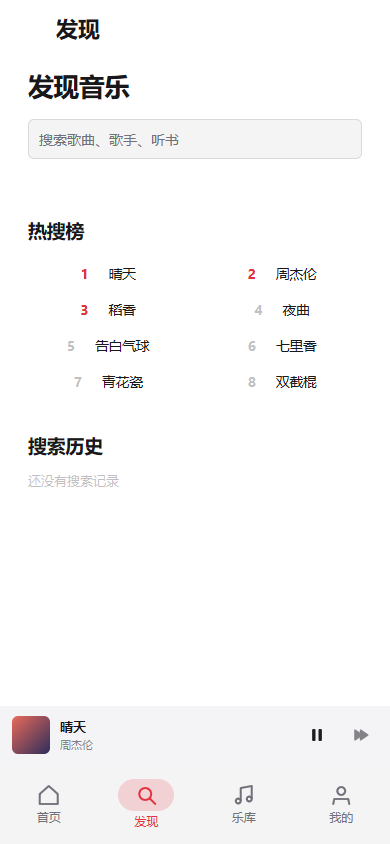 发现
发现音乐
搜索歌曲、歌手、听书
热搜榜
1 晴天 2 周杰伦
3 稻香 4 夜曲
5 告白气球 6 七里香
7 青花瓷 8 双截棍
搜索历史
还没有搜索记录
晴天
周杰伦
首页 发现 乐库 我的